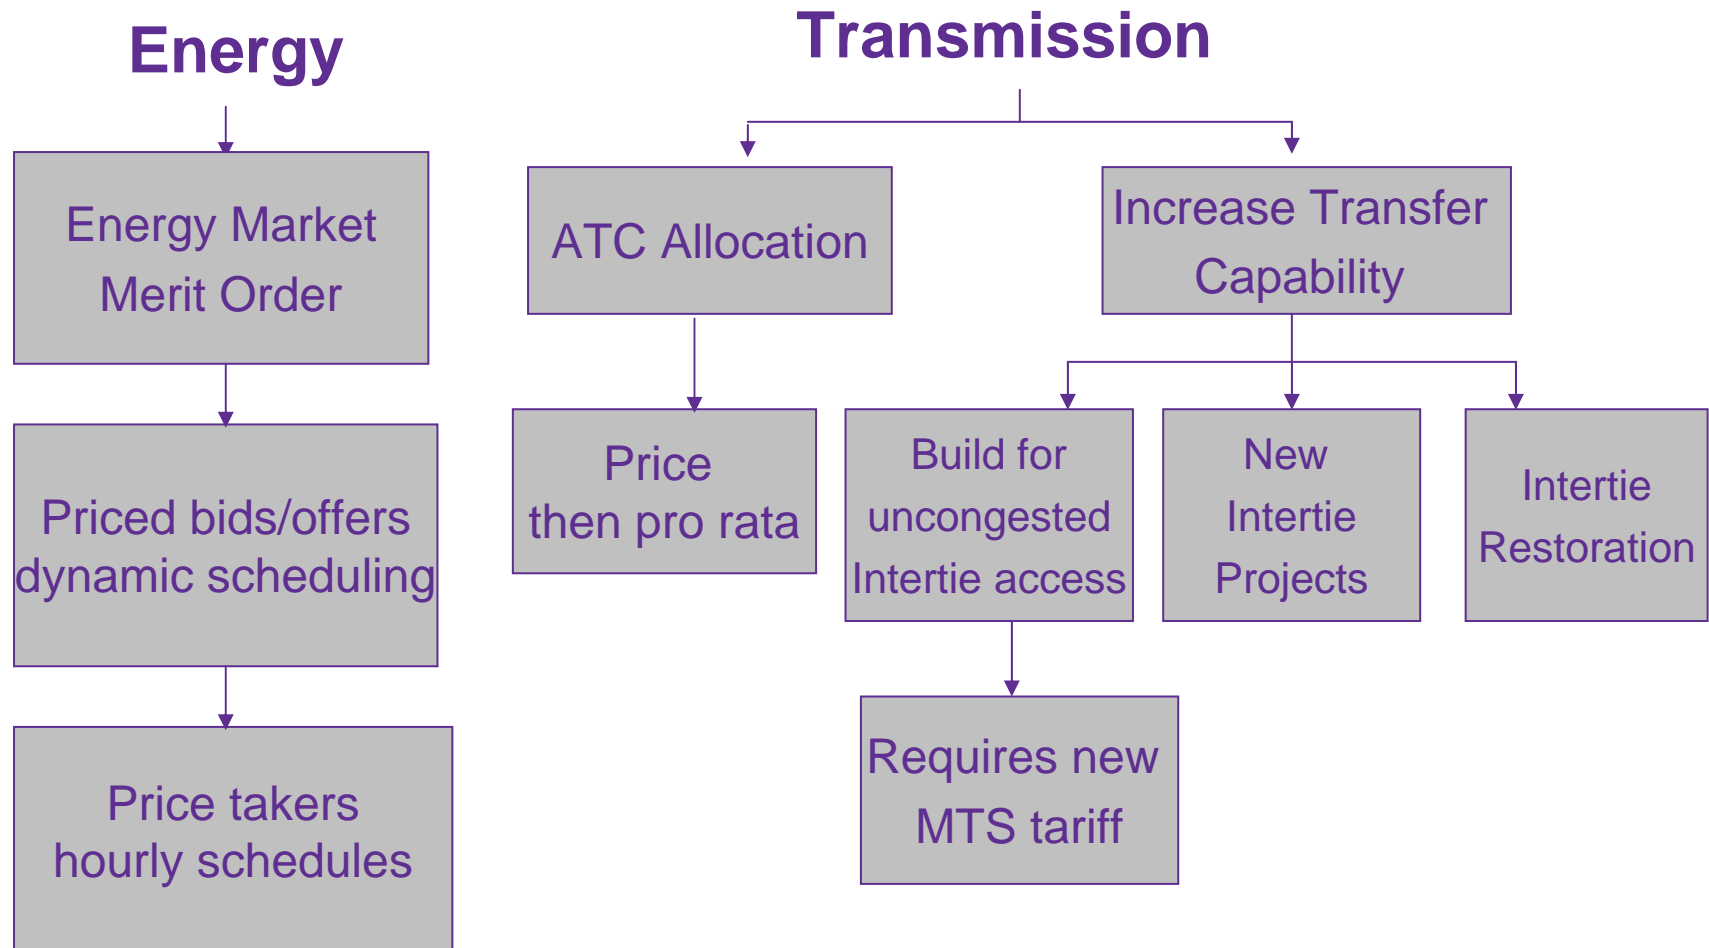 Energy
Energy Market
Merit Order
Priced bids/offers
dynamic scheduling
Price takers
hourly schedules
Transmission
ATC Allocation
Price
then pro rata
Increase Transfer
Capability
Build for
uncongested
Intertie access
Requires new
MTS tariff
New
Intertie
Projects
Intertie
Restoration